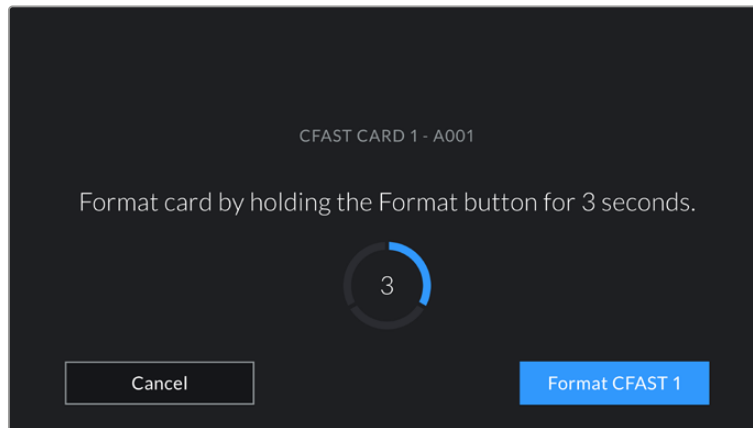 CFAST CARD 1 - A001
Format card by holding the Format button for 3 seconds.
3
Cancel
Format CFAST 1